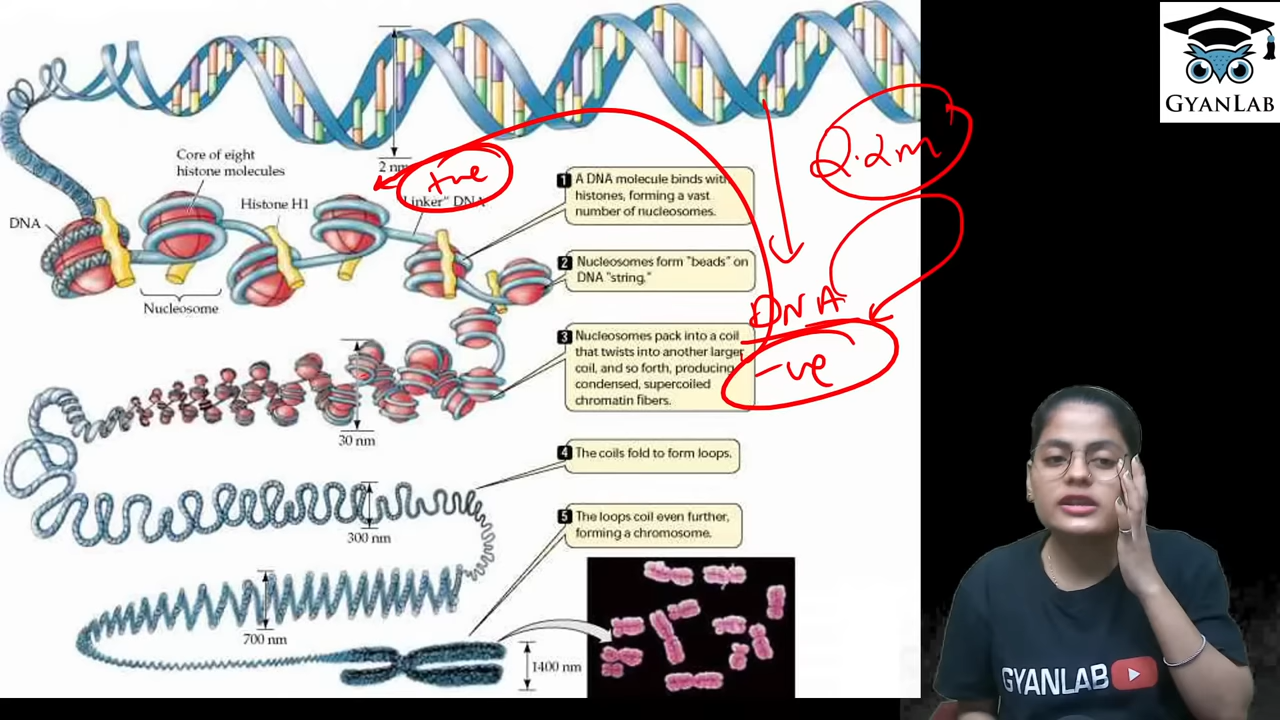 GYANLAB
2 nm
Core of eight
histone molecules
Histone H1
Linker" DNA
DNA
Nucleosome
+ve
2.2m
1 A DNA molecule binds with
histones, forming a vast
number of nucleosomes.
2 Nucleosomes form "beads" on
DNA "string."
DNA
-ve
3 Nucleosomes pack into a coil
that twists into another larger
coil, and so forth, producing
condensed, supercoiled
chromatin fibers.
30 nm
4 The coils fold to form loops.
300 nm
5 The loops coil even further,
forming a chromosome.
700 nm
1400 nm
GYANLAB